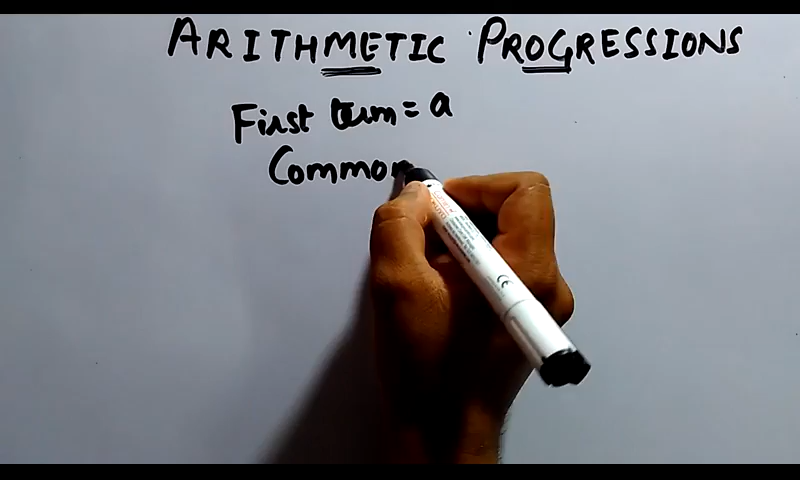 ARITHMETIC PROGRESSIONS
First term = a
Common